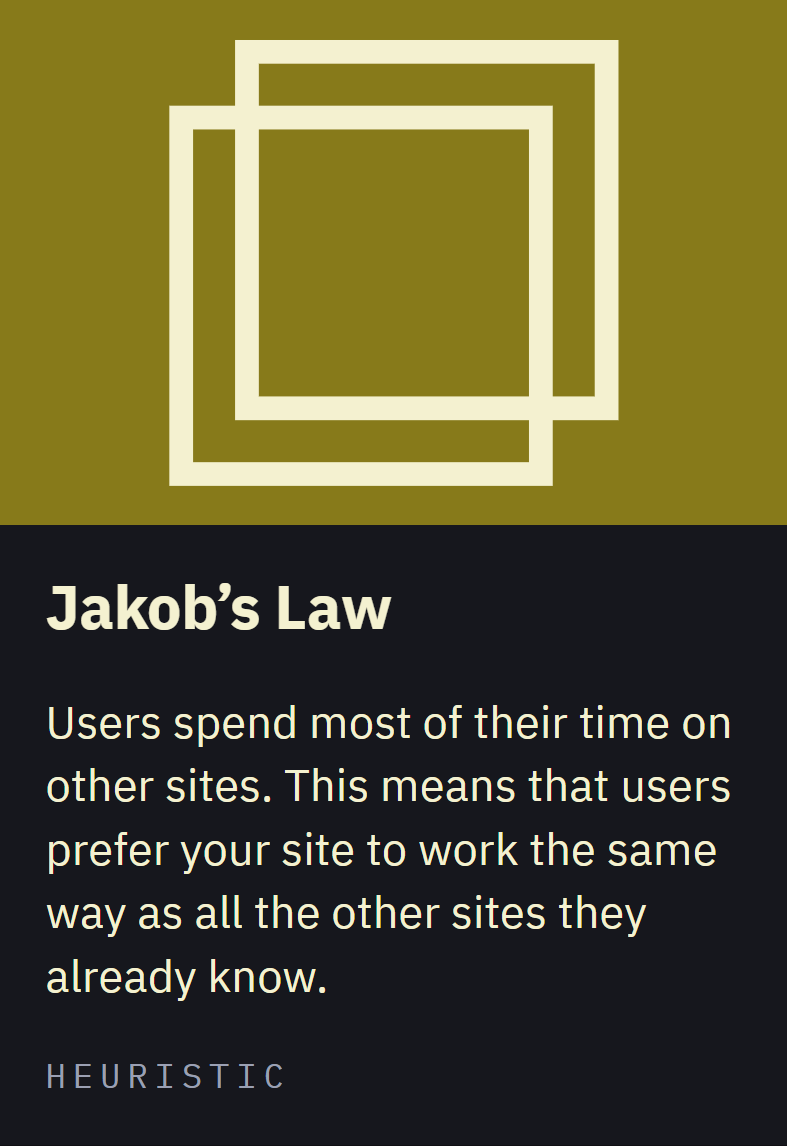 Jakob’s Law
Users spend most of their time on
other sites. This means that users
prefer your site to work the same
way as all the other sites they
already know.
HEURISTIC